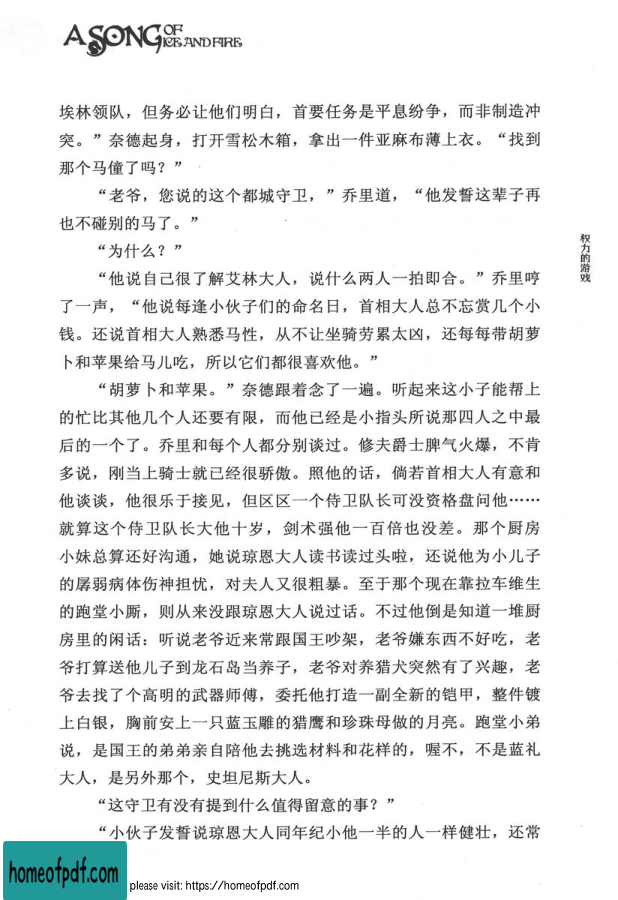 A SONG OF ICE AND FIRE
埃林领队，但务必让他们明白，首要任务是平息纷争，而非制造冲
突。”奈德起身，打开雪松木箱，拿出一件亚麻布薄上衣。“找到
那个马僮了吗？”
“老爷，您说的这个都城守卫，”乔里道，“他发誓这辈子再
也不碰别的马了。”
“为什么？”
“他说自己很了解艾林大人，说什么两人一拍即合。”乔里哼
了一声，“他说每逢小伙子们的命名日，首相大人总不忘赏几个小
钱。还说首相大人熟悉马性，从不让坐骑劳累太凶，还每每带胡萝
卜和苹果给马儿吃，所以它们都很喜欢他。”
“胡萝卜和苹果。”奈德跟着念了一遍。听起来这小子能帮上
的忙比其他几个人还要有限，而他已经是小指头所说那四人之中最
后的一个了。乔里和每个人都分别谈过。修夫爵士脾气火爆，不肯
多说，刚当上骑士就已经很骄傲。照他的话，倘若首相大人有意和
他谈谈，他很乐于接见，但区区一个侍卫队长可没资格盘问他……
就算这个侍卫队长大他十岁，剑术强他一百倍也没差。那个厨房
小妹总算还好沟通，她说琼恩大人读书读过头啦，还说他为小儿子
的孱弱病体伤神担忧，对夫人又很粗暴。至于那个现在靠拉车维生
的跑堂小厮，则从来没跟琼恩大人说过话。不过他倒是知道一堆厨
房里的闲话：听说老爷近来常跟国王吵架，老爷嫌东西不好吃，老
爷打算送他儿子到龙石岛当养子，老爷对养猎犬突然有了兴趣，老
爷去找了个高明的武器师傅，委托他打造一副全新的铠甲，整件镀
上白银，胸前安上一只蓝玉雕的猎鹰和珍珠母做的月亮。跑堂小弟
说，是国王的弟弟亲自陪他去挑选材料和花样的，喔不，不是蓝礼
大人，是另外那个，史坦尼斯大人。
“这守卫有没有提到什么值得留意的事？”
“小伙子发誓说琼恩大人同年纪小他一半的人一样健壮，还常
权力的游戏
homeofpdf.com
please visit: https://homeofpdf.com